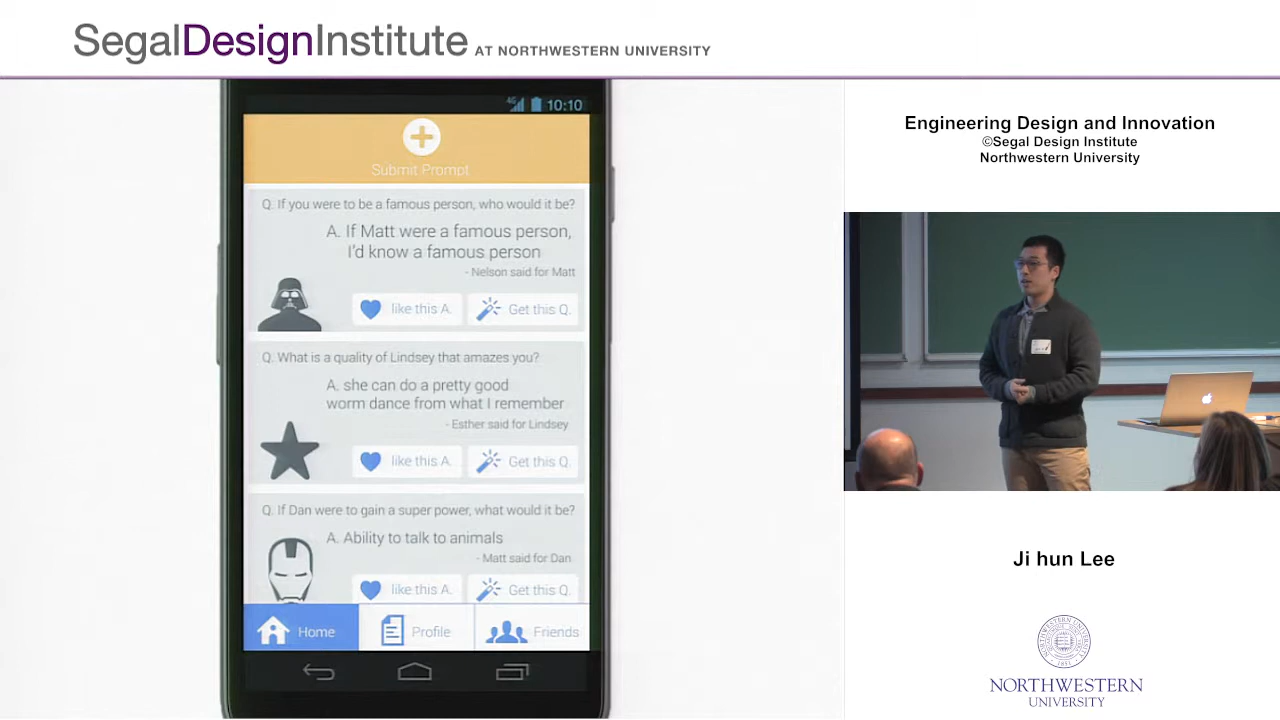 SegalDesignInstitute AT NORTHWESTERN UNIVERSITY
4G 10:10
Submit Prompt
Q. If you were to be a famous person, who would it be?
A. If Matt were a famous person,
I'd know a famous person
- Nelson said for Matt
like this A. Get this Q.
Q. What is a quality of Lindsey that amazes you?
A. she can do a pretty good
worm dance from what I remember
- Esther said for Lindsey
like this A. Get this Q.
Q. If Dan were to gain a super power, what would it be?
A. Ability to talk to animals
- Matt said for Dan
like this A. Get this Q.
Home Profile Friends
Engineering Design and Innovation
©Segal Design Institute
Northwestern University
Ji hun Lee
NORTHWESTERN
UNIVERSITY